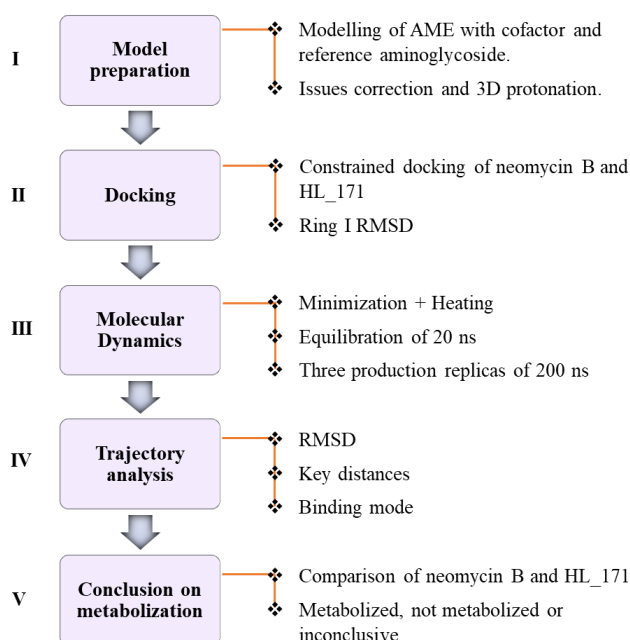 I
Model
preparation
Modelling of AME with cofactor and
reference aminoglycoside.
Issues correction and 3D protonation.
II
Docking
Constrained docking of neomycin B and
HL_171
Ring I RMSD
III
Molecular
Dynamics
Minimization + Heating
Equilibration of 20 ns
Three production replicas of 200 ns
IV
Trajectory
analysis
RMSD
Key distances
Binding mode
V
Conclusion on
metabolization
Comparison of neomycin B and HL_171
Metabolized, not metabolized or
inconclusive